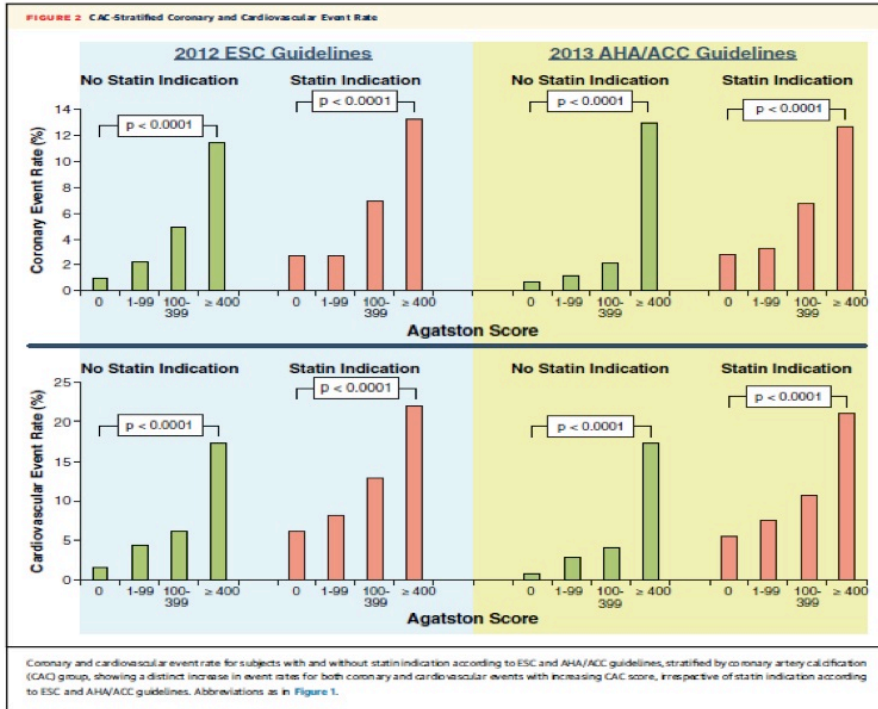 FIGURE 2 CAC-Stratified Coronary and Cardiovascular Event Rate
2012 ESC Guidelines
2013 AHA/ACC Guidelines
No Statin Indication
Statin Indication
No Statin Indication
Statin Indication
Coronary Event Rate (%)
14
12
10
8
6
4
2
0
p < 0.0001
p < 0.0001
p < 0.0001
p < 0.0001
0 1-99 100-399 ≥ 400
0 1-99 100-399 ≥ 400
0 1-99 100-399 ≥ 400
0 1-99 100-399 ≥ 400
Agatston Score
No Statin Indication
Statin Indication
No Statin Indication
Statin Indication
Cardiovascular Event Rate (%)
25
20
15
10
5
0
p < 0.0001
p < 0.0001
p < 0.0001
p < 0.0001
0 1-99 100-399 ≥ 400
0 1-99 100-399 ≥ 400
0 1-99 100-399 ≥ 400
0 1-99 100-399 ≥ 400
Agatston Score
Coronary and cardiovascular event rate for subjects with and without statin indication according to ESC and AHA/ACC guidelines, stratified by coronary artery calcification
(CAC) group, showing a distinct increase in event rates for both coronary and cardiovascular events with increasing CAC score, irrespective of statin indication according
to ESC and AHA/ACC guidelines. Abbreviations as in Figure 1.